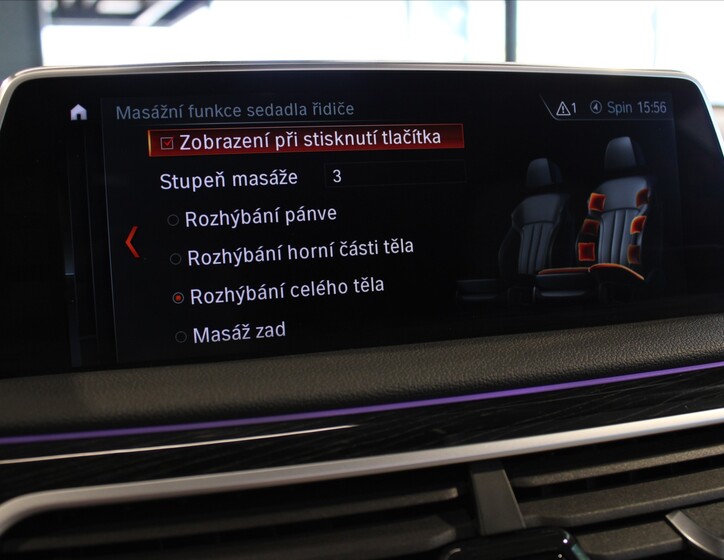 Masážní funkce sedadla řidiče
1 Spin 15:56
Zobrazení při stisknutí tlačítka
Stupeň masáže 3
Rozhýbání pánve
Rozhýbání horní části těla
Rozhýbání celého těla
Masáž zad